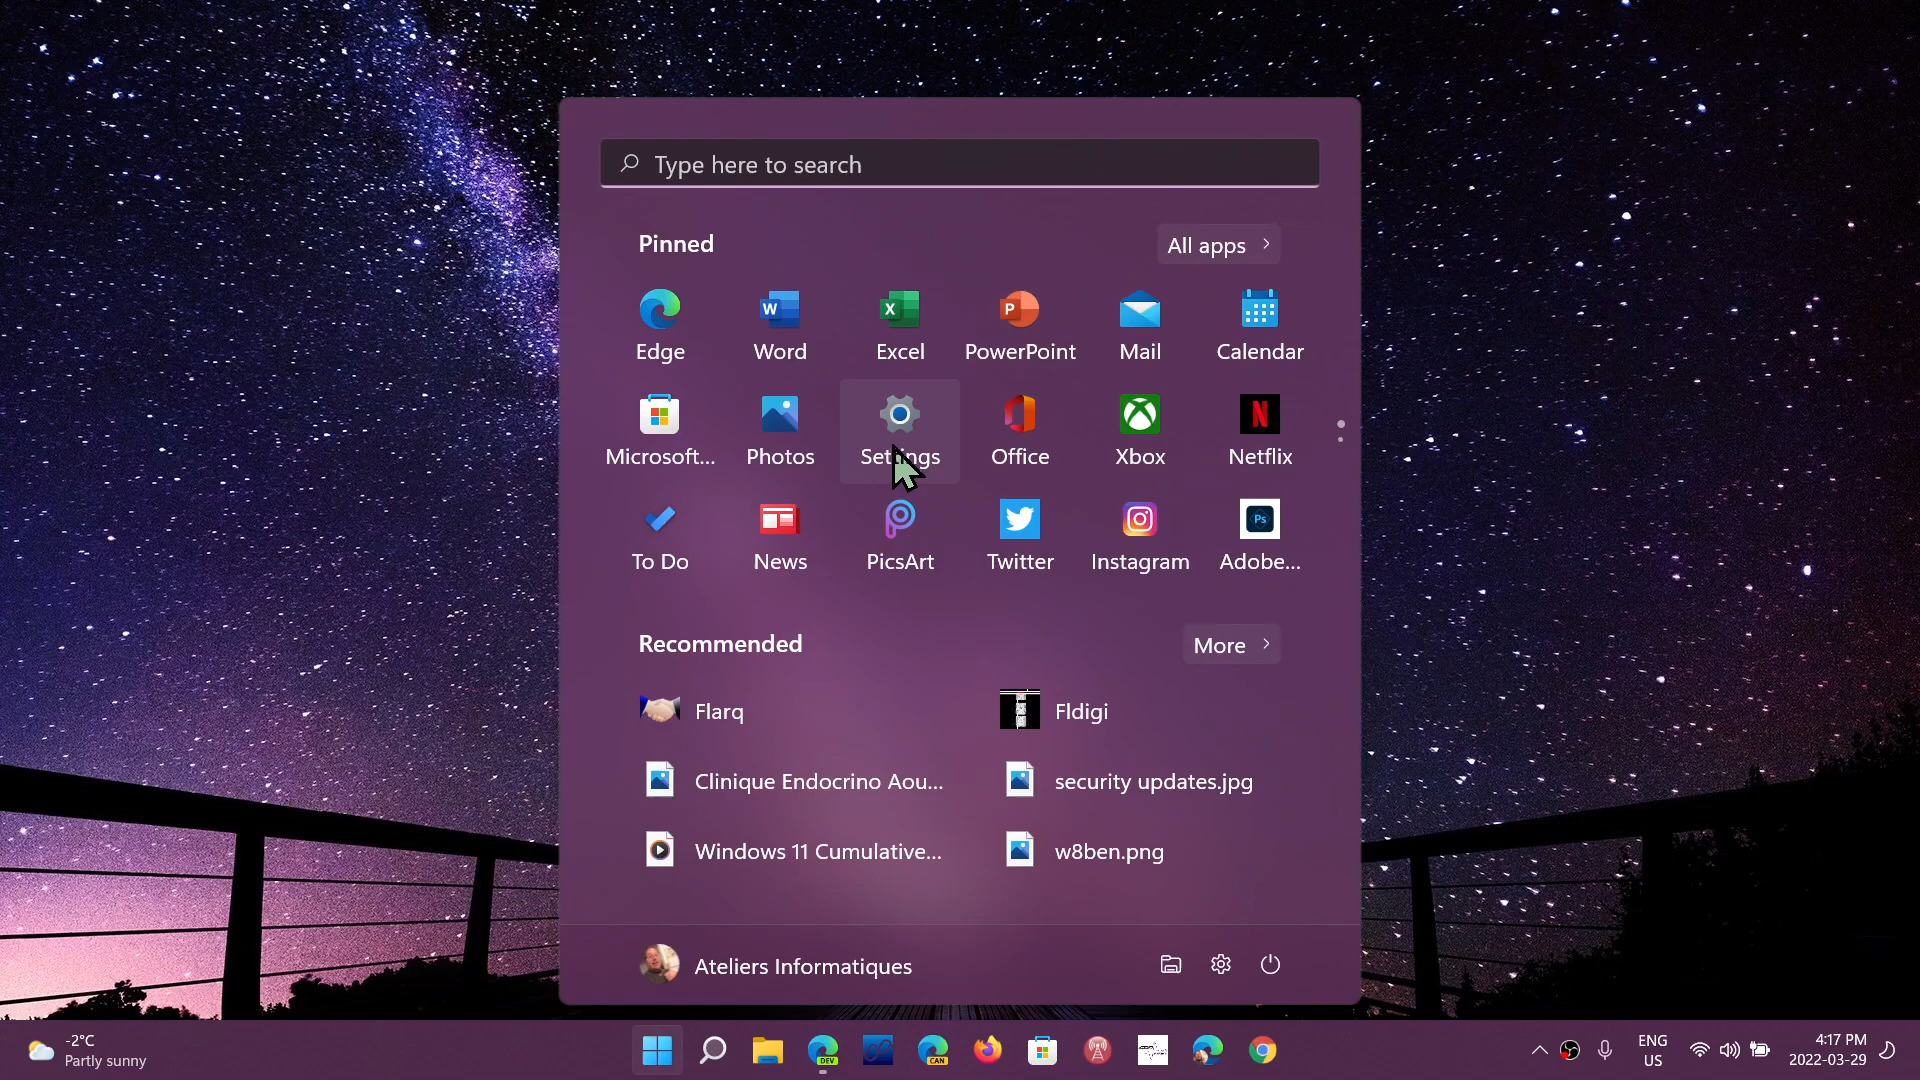 Type here to search
Pinned
All apps
Edge
Word
Excel
PowerPoint
Mail
Calendar
Microsoft...
Photos
Settings
Office
Xbox
Netflix
To Do
News
PicsArt
Twitter
Instagram
Adobe...
Recommended
More
Flarq
Fldigi
Clinique Endocrino Aou...
security updates.jpg
Windows 11 Cumulative...
w8ben.png
Ateliers Informatiques
-2°C
Partly sunny
DEV
CAN
ENG
US
4:17 PM
2022-03-29